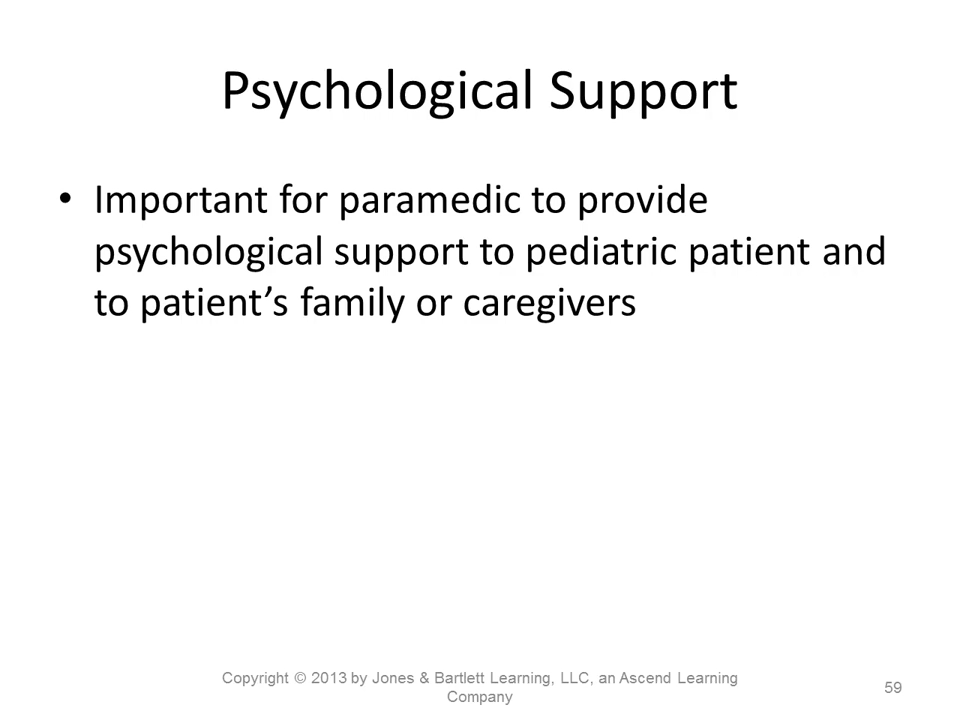 Psychological Support
• Important for paramedic to provide
psychological support to pediatric patient and
to patient’s family or caregivers
Copyright © 2013 by Jones & Bartlett Learning, LLC, an Ascend Learning
Company
59